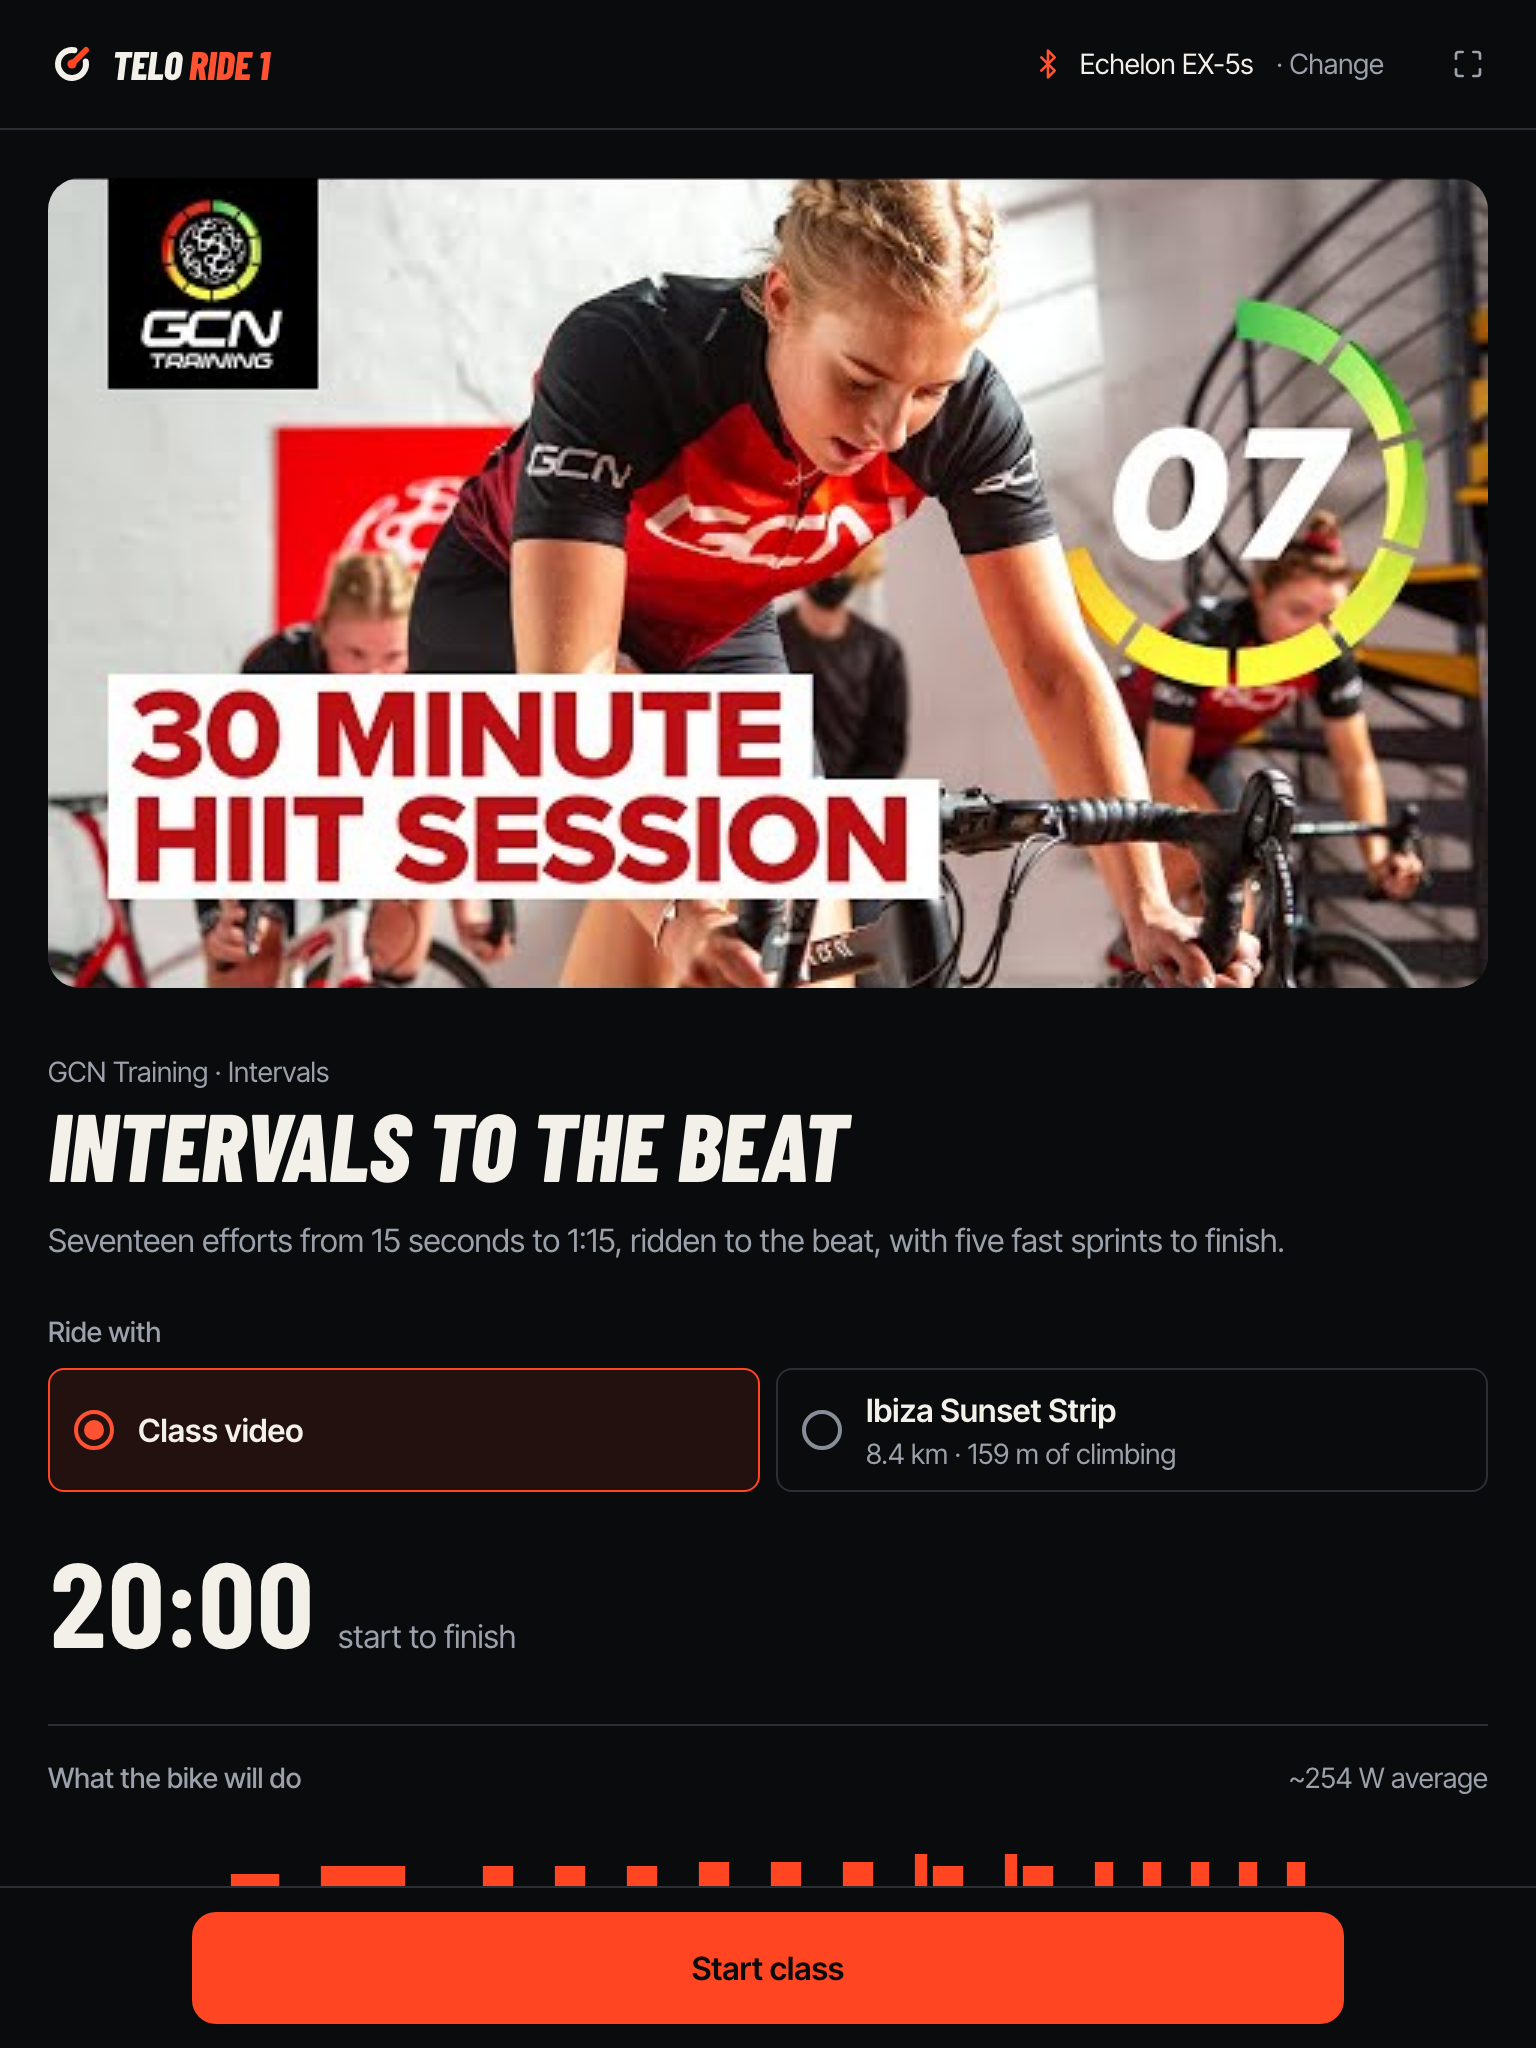 TELO RIDE 1
Echelon EX-5s · Change
GCN
TRAINING
GCN
GCN
07
30 MINUTE
HIIT SESSION
GCN Training · Intervals
INTERVALS TO THE BEAT
Seventeen efforts from 15 seconds to 1:15, ridden to the beat, with five fast sprints to finish.
Ride with
Class video
Ibiza Sunset Strip
8.4 km · 159 m of climbing
20:00 start to finish
What the bike will do
~254 W average
Start class